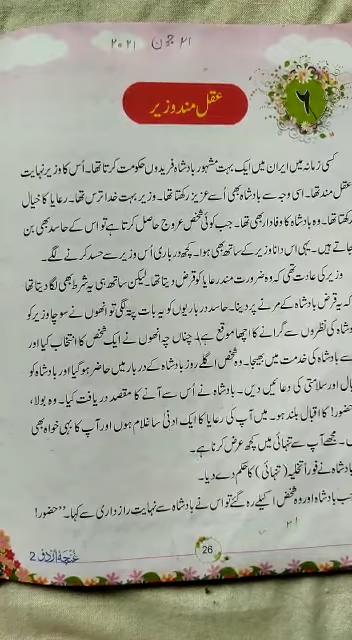 ۲۱ جون ۲۰۲۱
۶
عقل مند وزیر
کسی زمانہ میں ایران میں ایک بہت مشہور بادشاہ فریدوں حکومت کرتا تھا۔ اُس کا وزیر نہایت
عقل مند تھا۔ اسی وجہ سے بادشاہ بھی اُسے عزیز رکھتا تھا۔ وزیر بہت خدا ترس تھا۔ رعایا کا خیال
رکھتا تھا۔ وہ بادشاہ کا وفادار بھی تھا۔ جب کوئی شخص عروج حاصل کرتا ہے تو اس کے حاسد بھی بن
جاتے ہیں۔ یہی اس دانا وزیر کے ساتھ بھی ہوا۔ کچھ درباری اُس وزیر سے حسد کرنے لگے۔
وزیر کی عادت تھی کہ وہ ضرورت مند رعایا کو قرض دیتا تھا۔ لیکن ساتھ ہی یہ شرط بھی لگا دیتا تھا
کہ یہ قرض بادشاہ کے مرنے پر دینا۔ حاسد درباریوں کو یہ بات پتہ لگی تو انھوں نے سوچا وزیر کو
دشاہ کی نظروں سے گرانے کا اچھا موقع ہے، چناں چہ انھوں نے ایک شخص کا انتخاب کیا اور
سے بادشاہ کی خدمت میں بھیجا۔ وہ شخص اگلے روز بادشاہ کے دربار میں حاضر ہو گیا اور بادشاہ کو
بال اور سلامتی کی دعائیں دیں۔ بادشاہ نے اُس سے آنے کا مقصد دریافت کیا۔ وہ بولا،
حضور! کا اقبال بلند ہو۔ میں آپ کی رعایا کا ایک ادنیٰ سا غلام ہوں اور آپ کا بہی خواہ بھی
ں۔ مجھے آپ سے تنہائی میں کچھ عرض کرنا ہے۔
بادشاہ نے فوراً تخلیہ (تنہائی) کا حکم دے دیا۔
جب بادشاہ اور وہ شخص اکیلے رہ گئے تو اس نے بادشاہ سے نہایت رازداری سے کہا۔ ”حضور!
26
غنچۂ اُردو 2